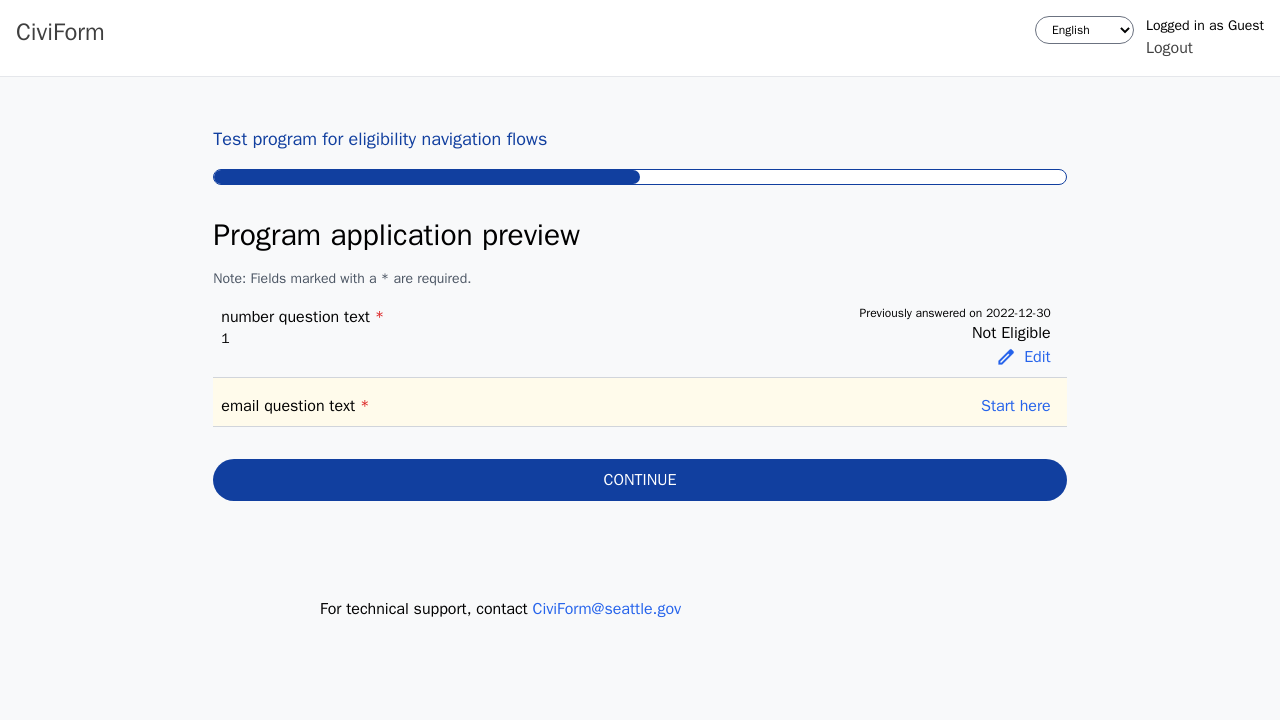 CiviForm
English
Logged in as Guest
Logout
Test program for eligibility navigation flows
Program application preview
Note: Fields marked with a * are required.
number question text *
1
Previously answered on 2022-12-30
Not Eligible
Edit
email question text *
Start here
CONTINUE
For technical support, contact CiviForm@seattle.gov